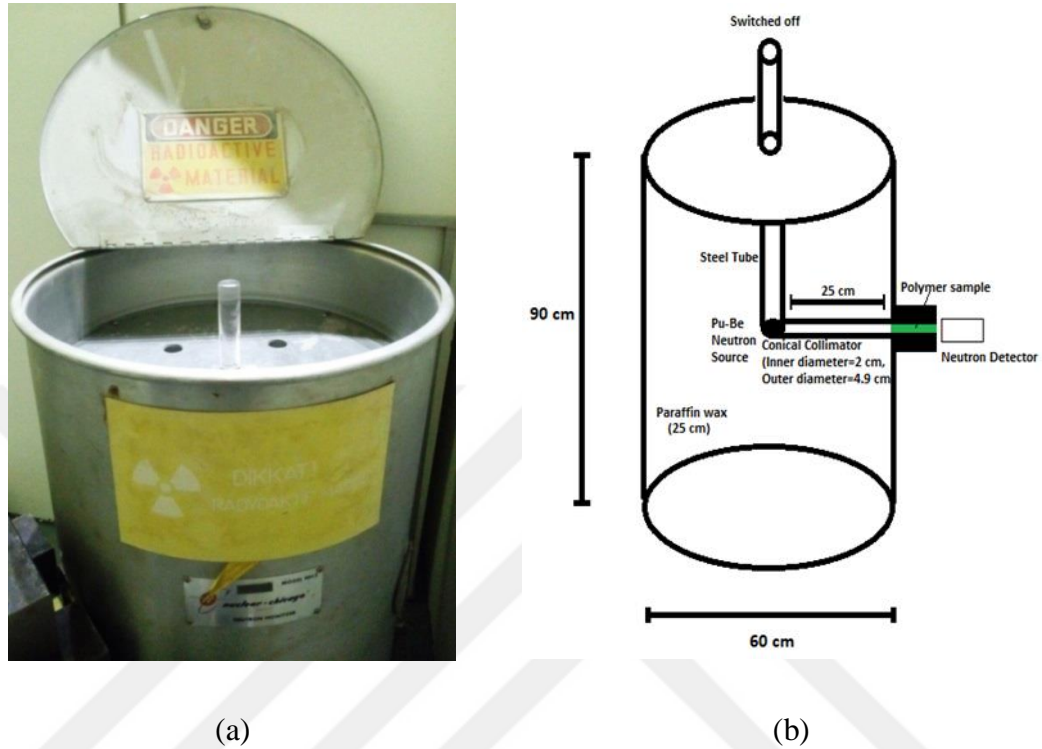 DANGER
RADIOACTIVE
MATERIAL
DİKKAT!
nuclear-chicago
(a)
Switched off
90 cm
Steel Tube
25 cm
Polymer sample
Pu-Be
Neutron
Source
Conical Collimator
(Inner diameter=2 cm,
Outer diameter=4.9 cm
Neutron Detector
Paraffin wax
(25 cm)
60 cm
(b)